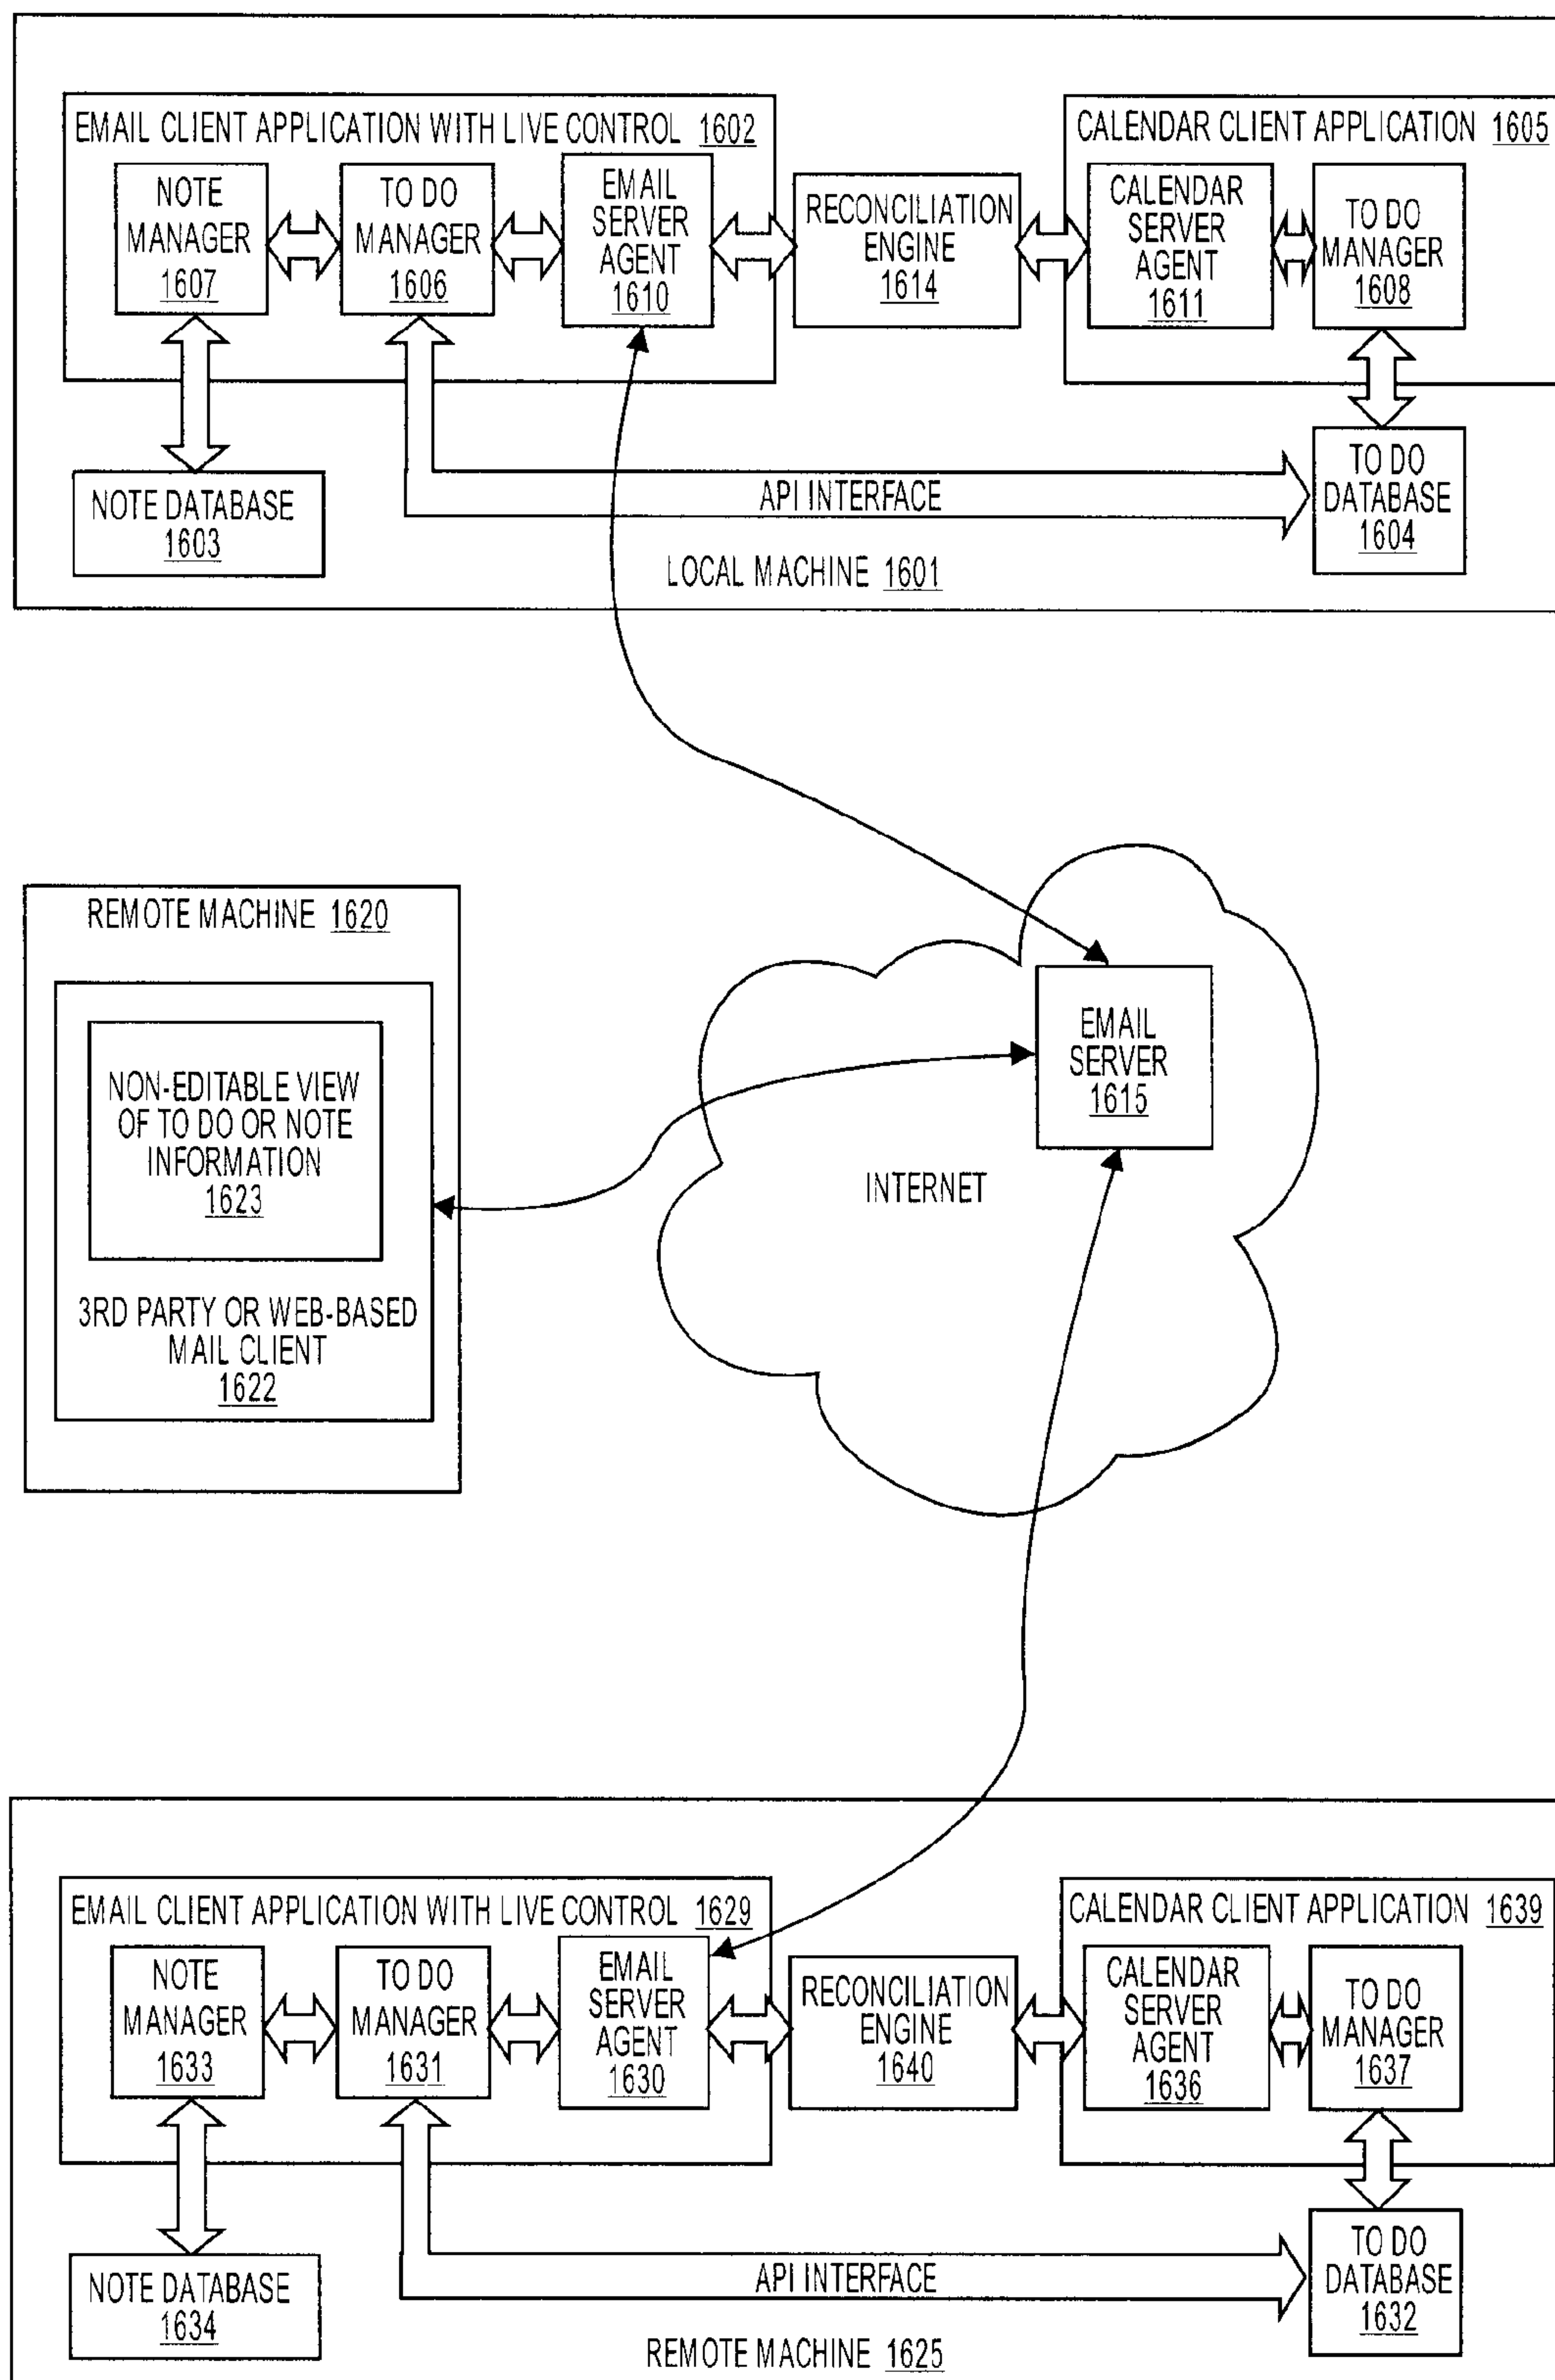 EMAIL CLIENT APPLICATION WITH LIVE CONTROL 1602
NOTE
MANAGER
1607
TO DO
MANAGER
1606
EMAIL
SERVER
AGENT
1610
RECONCILIATION
ENGINE
1614
CALENDAR CLIENT APPLICATION 1605
CALENDAR
SERVER
AGENT
1611
TO DO
MANAGER
1608
NOTE DATABASE
1603
API INTERFACE
TO DO
DATABASE
1604
LOCAL MACHINE 1601
REMOTE MACHINE 1620
NON-EDITABLE VIEW
OF TO DO OR NOTE
INFORMATION
1623
3RD PARTY OR WEB-BASED
MAIL CLIENT
1622
EMAIL
SERVER
1615
INTERNET
EMAIL CLIENT APPLICATION WITH LIVE CONTROL 1629
NOTE
MANAGER
1633
TO DO
MANAGER
1631
EMAIL
SERVER
AGENT
1630
RECONCILIATION
ENGINE
1640
CALENDAR CLIENT APPLICATION 1639
CALENDAR
SERVER
AGENT
1636
TO DO
MANAGER
1637
NOTE DATABASE
1634
API INTERFACE
TO DO
DATABASE
1632
REMOTE MACHINE 1625